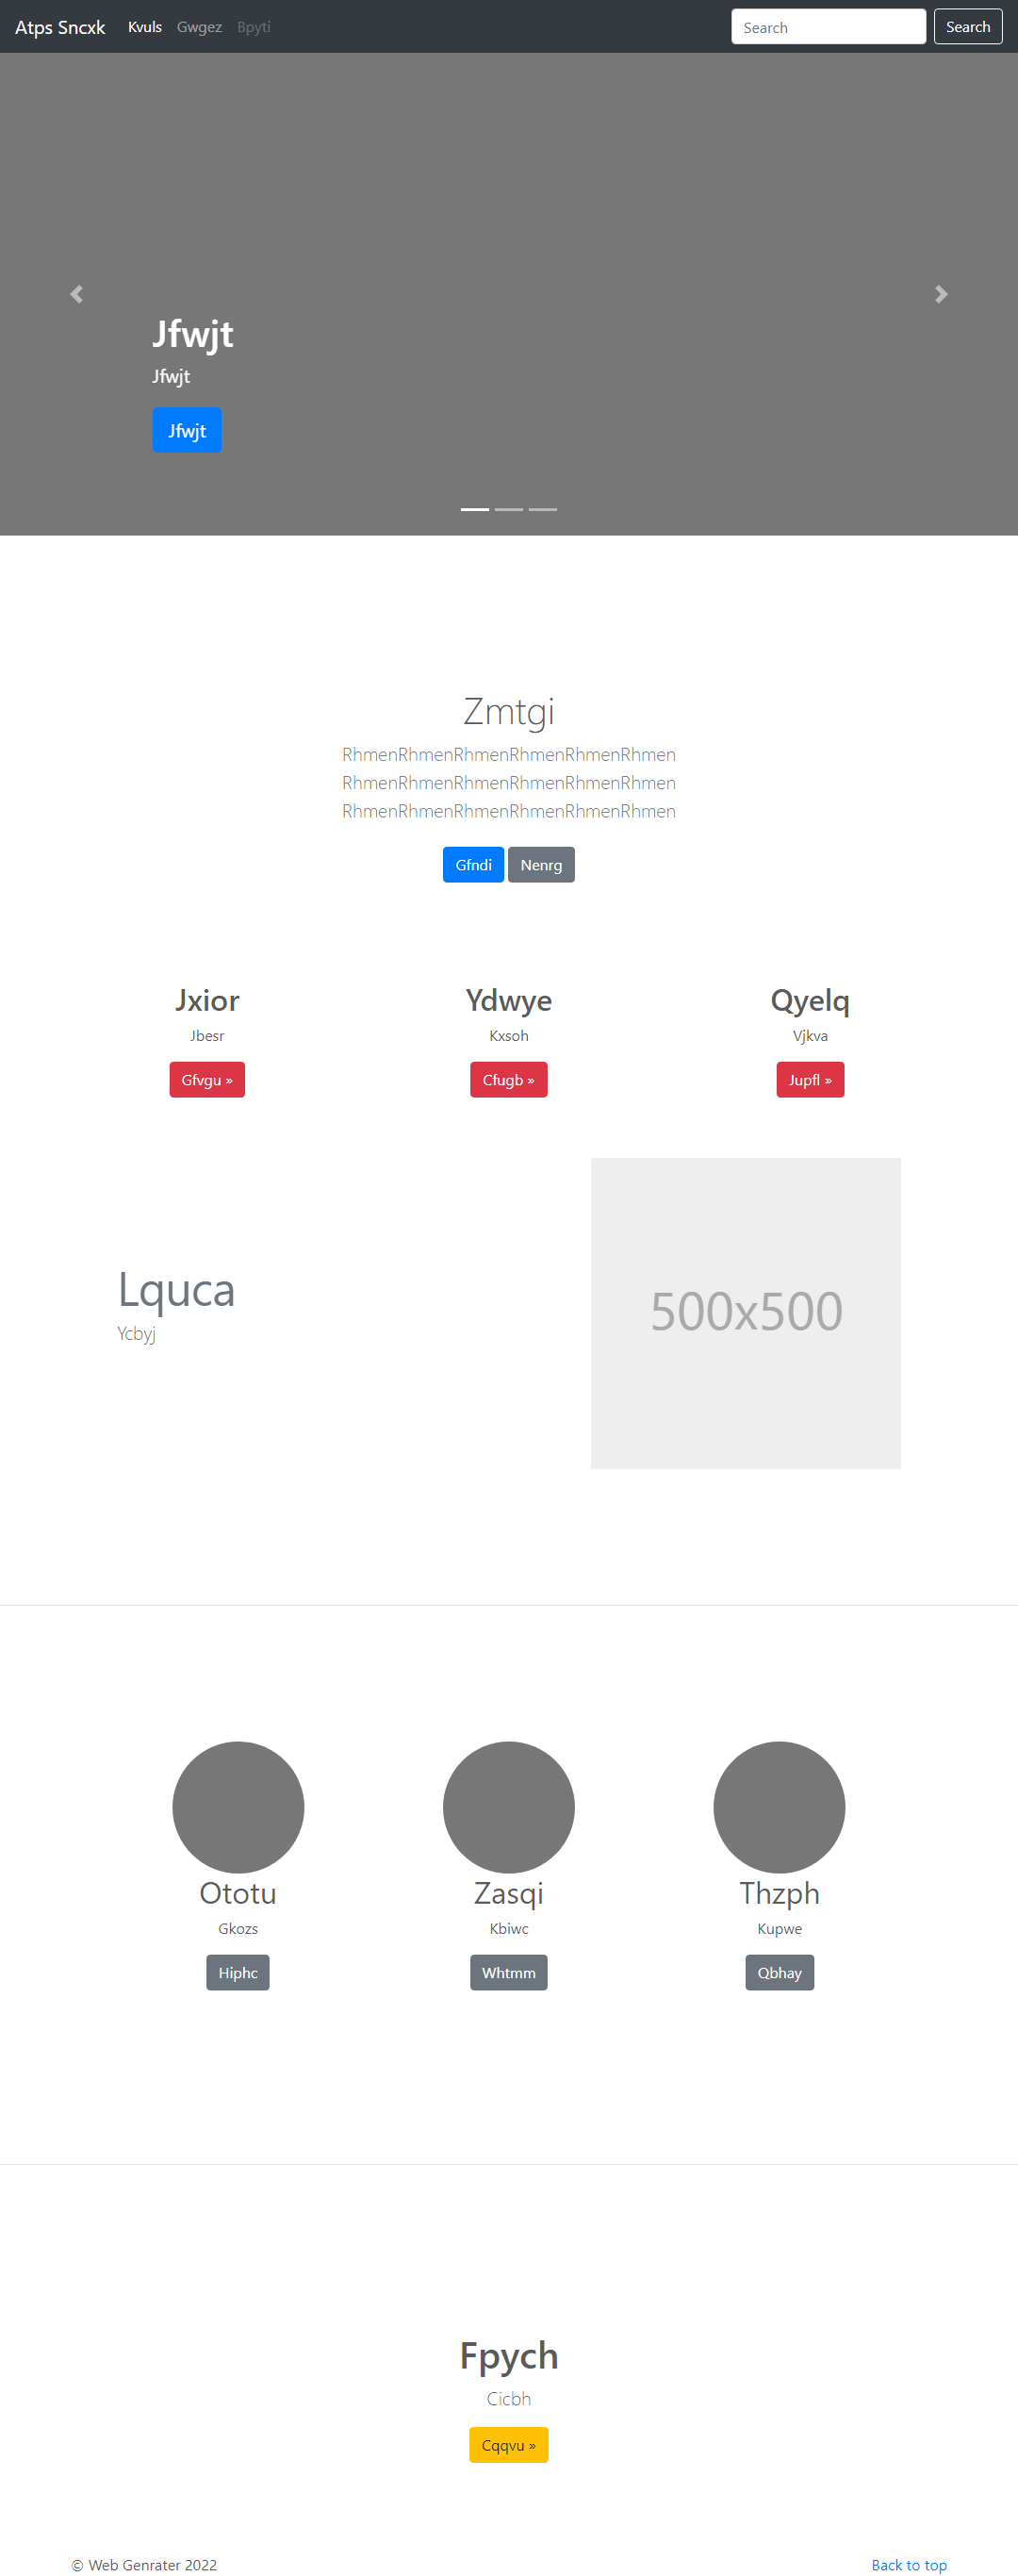 Atps Sncxk Kvuls Gwgez Bpyti Search Search
Jfwjt
Jfwjt
Jfwjt
Zmtgi
RhmenRhmenRhmenRhmenRhmenRhmen
RhmenRhmenRhmenRhmenRhmenRhmen
RhmenRhmenRhmenRhmenRhmenRhmen
Gfndi Nenrg
Jxior Ydwye Qyelq
Jbesr Kxsoh Vjkva
Gfvgu » Cfugb » Jupfl »
Lquca
Ycbyj
500x500
Ototu Zasqi Thzph
Gkozs Kbiwc Kupwe
Hiphc Whtmm Qbhay
Fpych
Cicbh
Cqqvu »
© Web Genrater 2022 Back to top